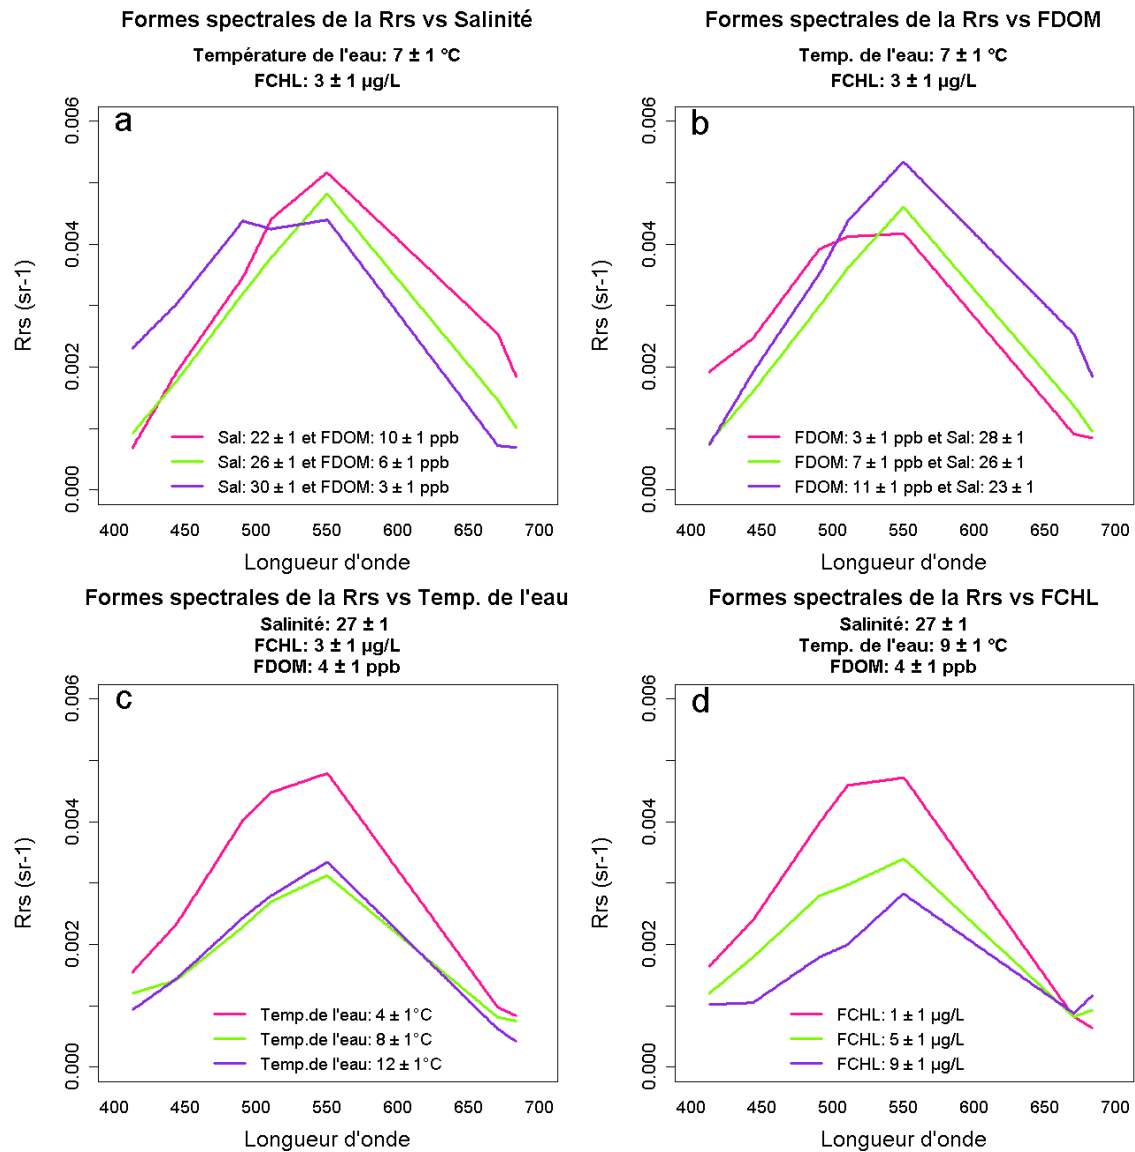 Formes spectrales de la Rrs vs Salinité
Température de l'eau: 7 ± 1 °C
FCHL: 3 ± 1 µg/L
a
0.006
0.004
0.002
0.000
Rrs (sr-1)
Sal: 22 ± 1 et FDOM: 10 ± 1 ppb
Sal: 26 ± 1 et FDOM: 6 ± 1 ppb
Sal: 30 ± 1 et FDOM: 3 ± 1 ppb
400 450 500 550 600 650 700
Longueur d'onde
Formes spectrales de la Rrs vs FDOM
Temp. de l'eau: 7 ± 1 °C
FCHL: 3 ± 1 µg/L
b
0.006
0.004
0.002
0.000
Rrs (sr-1)
FDOM: 3 ± 1 ppb et Sal: 28 ± 1
FDOM: 7 ± 1 ppb et Sal: 26 ± 1
FDOM: 11 ± 1 ppb et Sal: 23 ± 1
400 450 500 550 600 650 700
Longueur d'onde
Formes spectrales de la Rrs vs Temp. de l'eau
Salinité: 27 ± 1
FCHL: 3 ± 1 µg/L
FDOM: 4 ± 1 ppb
c
0.006
0.004
0.002
0.000
Rrs (sr-1)
Temp.de l'eau: 4 ± 1°C
Temp.de l'eau: 8 ± 1°C
Temp.de l'eau: 12 ± 1°C
400 450 500 550 600 650 700
Longueur d'onde
Formes spectrales de la Rrs vs FCHL
Salinité: 27 ± 1
Temp. de l'eau: 9 ± 1 °C
FDOM: 4 ± 1 ppb
d
0.006
0.004
0.002
0.000
Rrs (sr-1)
FCHL: 1 ± 1 µg/L
FCHL: 5 ± 1 µg/L
FCHL: 9 ± 1 µg/L
400 450 500 550 600 650 700
Longueur d'onde